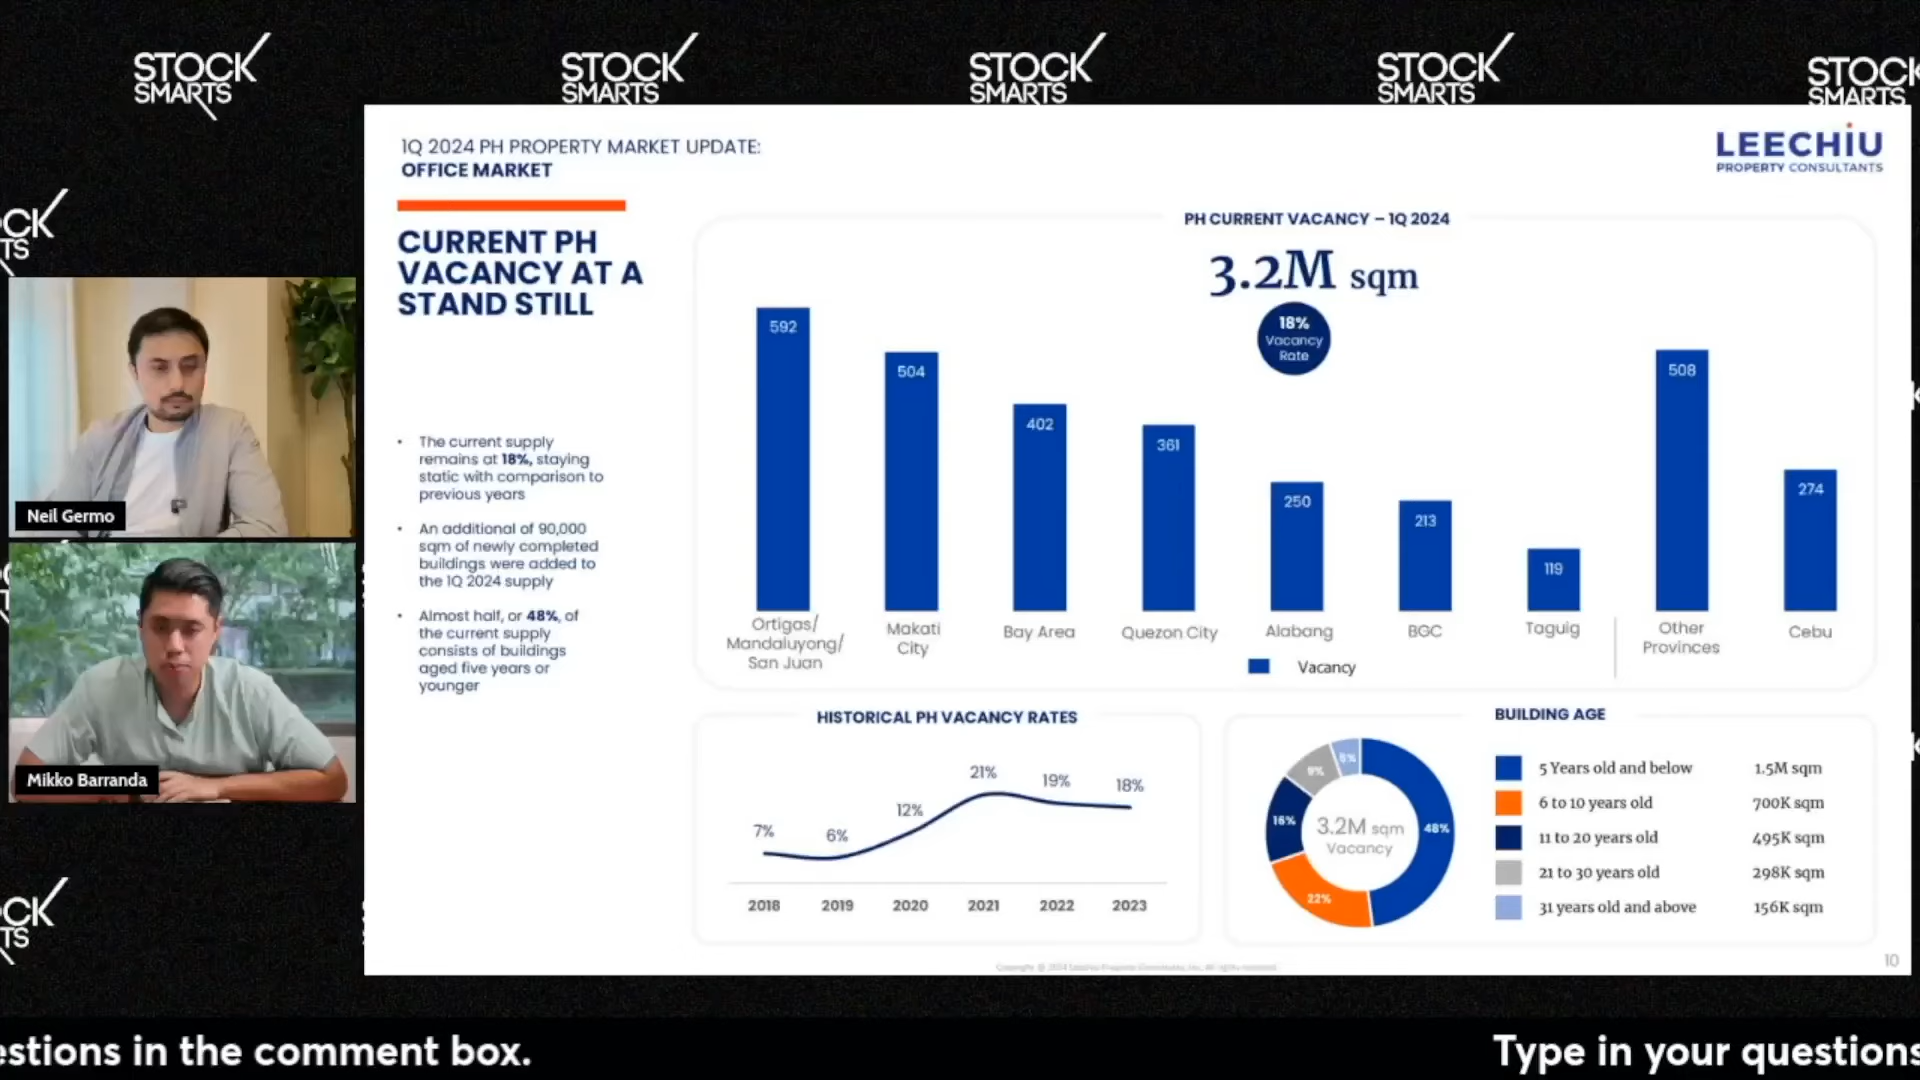 STOCK
SMARTS
STOCK
SMARTS
STOCK
SMARTS
STOCK
SMARTS
STOCK
SMARTS
CK
TS
CK
TS
Neil Germo
Mikko Barranda
1Q 2024 PH PROPERTY MARKET UPDATE:
OFFICE MARKET
LEECHiU
PROPERTY CONSULTANTS
CURRENT PH
VACANCY AT A
STAND STILL
• The current supply
remains at 18%, staying
static with comparison to
previous years
• An additional of 90,000
sqm of newly completed
buildings were added to
the 1Q 2024 supply
• Almost half, or 48%, of
the current supply
consists of buildings
aged five years or
younger
PH CURRENT VACANCY – 1Q 2024
3.2M sqm
18%
Vacancy
Rate
592
504
402
361
250
213
119
508
274
Ortigas/
Mandaluyong/
San Juan
Makati
City
Bay Area
Quezon City
Alabang
BGC
Taguig
Other
Provinces
Cebu
Vacancy
HISTORICAL PH VACANCY RATES
7%
6%
12%
21%
19%
18%
2018
2019
2020
2021
2022
2023
BUILDING AGE
48%
22%
16%
9%
3.2M sqm
Vacancy
5 Years old and below 1.5M sqm
6 to 10 years old 700K sqm
11 to 20 years old 495K sqm
21 to 30 years old 298K sqm
31 years old and above 156K sqm
10
estions in the comment box.
Type in your questions